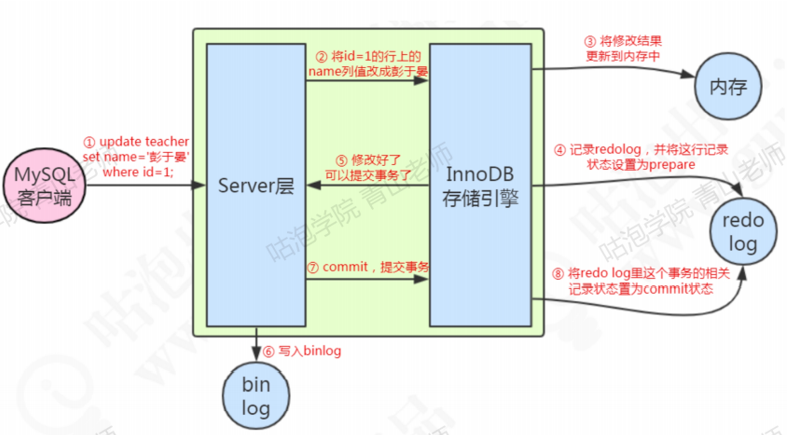 ② 将id=1的行上的
name列值改成彭于晏
③ 将修改结果
更新到内存中
内存
① update teacher
set name='彭于晏'
where id=1;
MySQL
客户端
Server层
⑤ 修改好了
可以提交事务了
InnoDB
存储引擎
④ 记录redolog，并将这行记录
状态设置为prepare
redo
log
⑦ commit，提交事务
⑧ 将redo log里这个事务的相关
记录状态置为commit状态
⑥ 写入binlog
bin
log
咕泡学院 青山老师
咕泡学院 青山老师